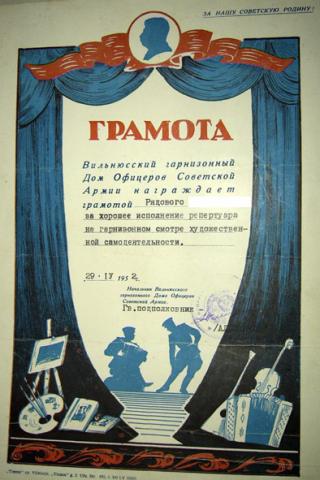 ЗА НАШУ СОВЕТСКУЮ РОДИНУ!
ГРАМОТА
Вильнюсский гарнизонный
Дом Офицеров Советской
Армии награждает
грамотой Рядового
за хорошее исполнение репертуара
не гарнизонном смотре художествен-
ной самодеятельности.
29·IV 1952 г.
Начальник Вильнюсского
гарнизонного Дома Офицеров
Советской Армии.
Гв. подполковник